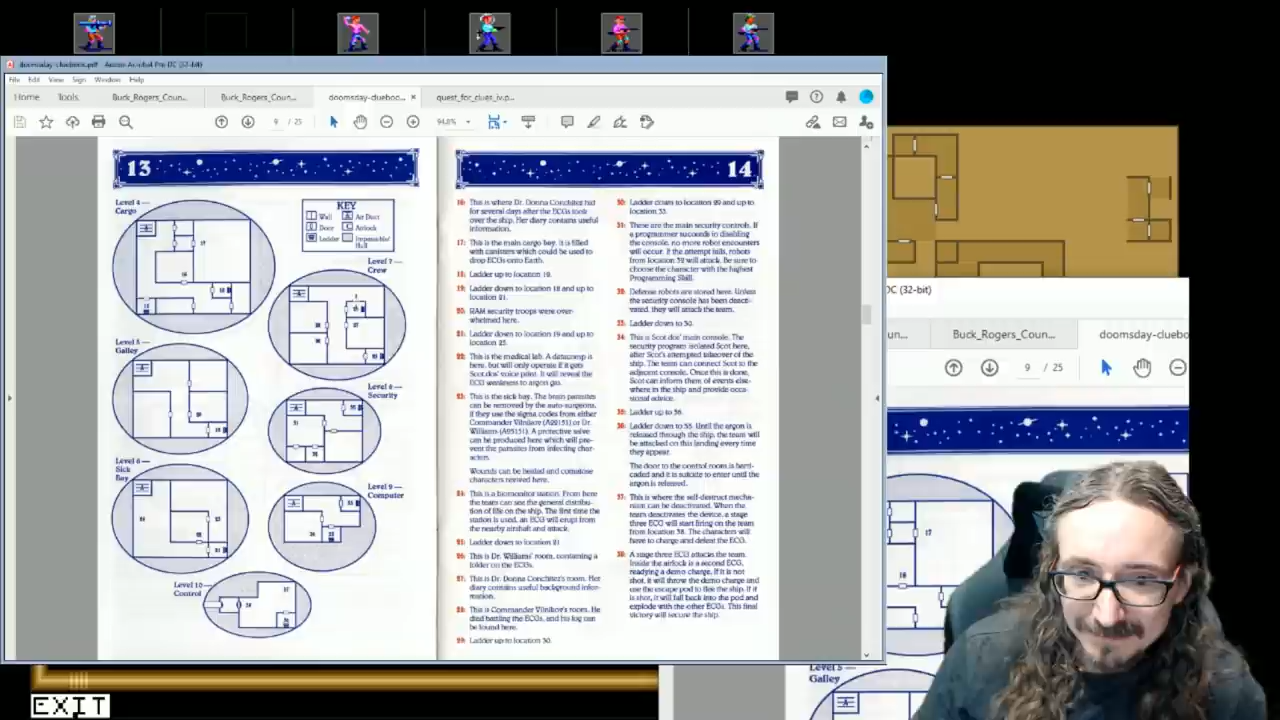 doomsday-cluebook.pdf - Adobe Acrobat Pro DC (32-bit)
File Edit View Sign Window Help
Home Tools Buck_Rogers_Coun... Buck_Rogers_Coun... doomsday-clueboo... quest_for_clues_iv.p...
9 / 25 94.8%
13
Level 4 —
Cargo
KEY
Wall Air Duct
Door Airlock
Ladder Impassable/
Hull
Level 7 —
Crew
Level 5 —
Galley
Level 8 —
Security
Level 6 —
Sick
Bay
Level 9 —
Computer
Level 10 —
Control
14
16: This is where Dr. Donna Conchitez hid
for several days after the ECGs took
over the ship. Her diary contains useful
information.
17: This is the main cargo bay. It is filled
with canisters which could be used to
drop ECGs onto Earth.
18: Ladder up to location 19.
19: Ladder down to location 18 and up to
location 21.
20: RAM security troops were over-
whelmed here.
21: Ladder down to location 19 and up to
location 25.
22: This is the medical lab. A datacomp is
here, but will only operate if it gets
Scot.dos' voice print. It will reveal the
ECG weakness to argon gas.
23: This is the sick bay. The brain parasites
can be removed by the auto-surgeons,
if they use the sigma codes from either
Commander Vilnikov or Dr.
Williams A protective salve
can be produced here which will pre-
vent the parasites from infecting char-
acters.
Wounds can be healed and comatose
characters revived here.
24: This is a biomonitor station. From here
the team can see the general distribu-
tion of life on the ship. The first time the
station is used, an ECG will erupt from
the nearby airshaft and attack.
25: Ladder down to location 21
26: This is Dr. Williams' room, containing a
folder on the ECGs.
27: This is Dr. Donna Conchitez's room. Her
diary contains useful background infor-
mation.
28: This is Commander Vilnikov's room. He
died battling the ECGs, and his log can
be found here.
29: Ladder up to location 30.
30: Ladder down to location 29 and up to
location 33.
31: These are the main security controls. If
a programmer succeeds in disabling
the console, no more robot encounters
will occur. If the attempt fails, robots
from location 32 will attack. Be sure to
choose the character with the highest
Programming Skill.
32: Defense robots are stored here. Unless
the security console has been deacti-
vated, they will attack the team.
33: Ladder down to 30.
34: This is Scot.dos' main console. The
security program isolated Scot here,
after Scot's attempted takeover of the
ship. The team can connect Scot to the
adjacent console. Once this is done,
Scot can inform them of events else-
where in the ship and provide occa-
sional advice.
35: Ladder up to 36.
36: Ladder down to 35. Until the argon is
released through the ship, the team will
be attacked on this landing every time
they appear.
The door to the control room is barri-
caded and it is suicide to enter until the
argon is released.
37: This is where the self-destruct mecha-
nism can be deactivated. When the
team deactivates the device, a stage
three ECG will start firing on the team
from location 38. The characters will
have to charge and defeat the ECG.
38: A stage three ECG attacks the team.
Inside the airlock is a second ECG,
readying a demo charge. If it is not
shot, it will throw the demo charge and
use the escape pod to flee the ship. If it
is shot, it will fall back into the pod and
explode with the other ECGs. This final
victory will secure the ship.
DC (32-bit)
oun... Buck_Rogers_Coun... doomsday-cluebo
9 / 25
17
18
Level 5 —
Galley
A
EXIT